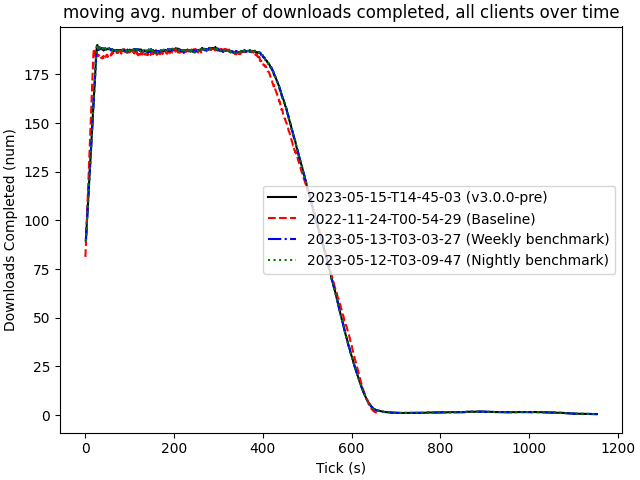 moving avg. number of downloads completed, all clients over time
Downloads Completed (num)
175
150
125
100
75
50
25
0
2023-05-15-T14-45-03 (v3.0.0-pre)
2022-11-24-T00-54-29 (Baseline)
2023-05-13-T03-03-27 (Weekly benchmark)
2023-05-12-T03-09-47 (Nightly benchmark)
0
200
400
600
800
1000
1200
Tick (s)